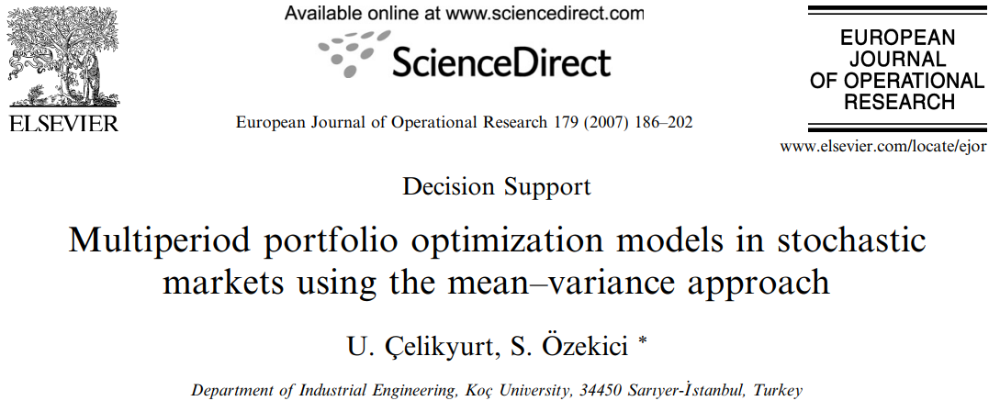 Available online at www.sciencedirect.com
ScienceDirect
ELSEVIER
European Journal of Operational Research 179 (2007) 186–202
EUROPEAN
JOURNAL
OF OPERATIONAL
RESEARCH
www.elsevier.com/locate/ejor
Decision Support
Multiperiod portfolio optimization models in stochastic
markets using the mean–variance approach
U. Çelikyurt, S. Özekici *
Department of Industrial Engineering, Koç University, 34450 Sarıyer-İstanbul, Turkey